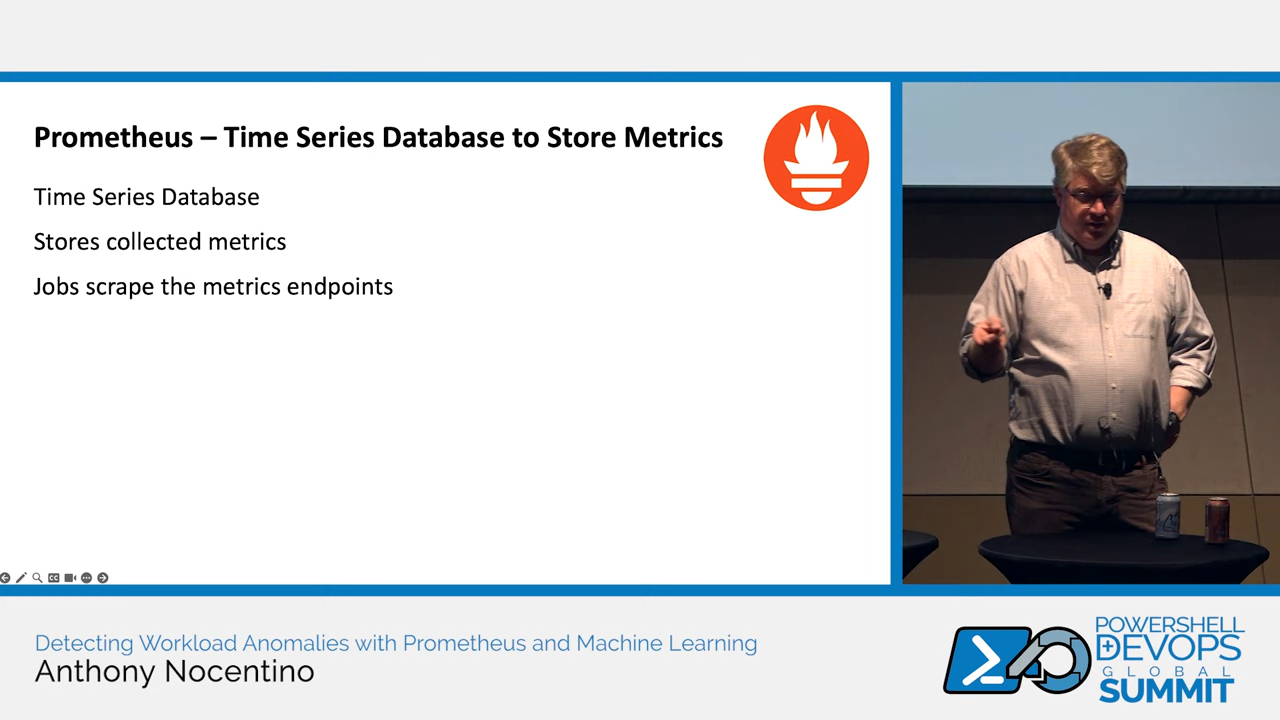 Prometheus – Time Series Database to Store Metrics
Time Series Database
Stores collected metrics
Jobs scrape the metrics endpoints
Detecting Workload Anomalies with Prometheus and Machine Learning
Anthony Nocentino
POWERSHELL
DEVOPS
GLOBAL
SUMMIT